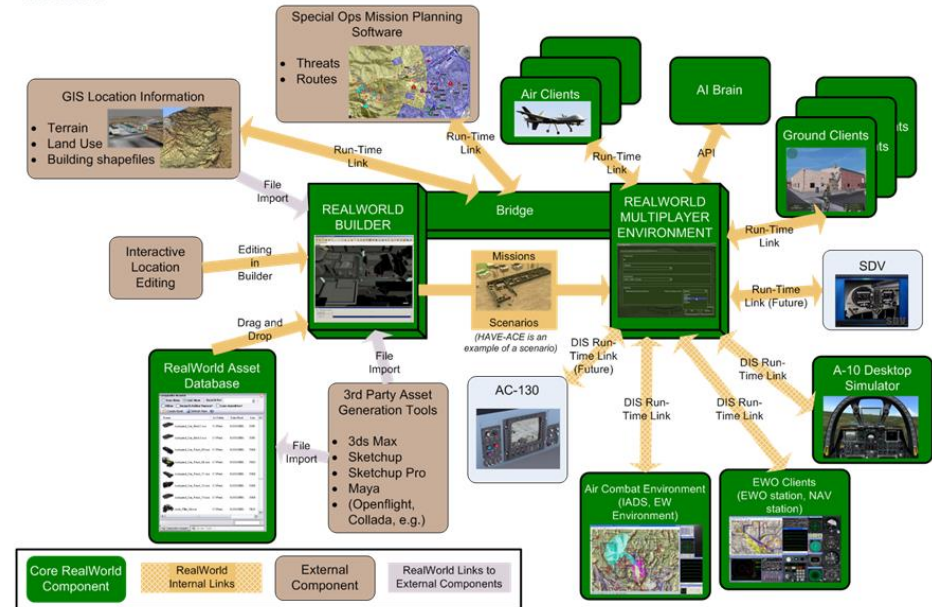 Special Ops Mission Planning
Software
• Threats
• Routes
GIS Location Information
• Terrain
• Land Use
• Building shapefiles
Air Clients
AI Brain
Ground Clients
Run-Time
Link
Run-Time
Link
Run-Time
Link
API
File
Import
REALWORLD
BUILDER
Bridge
REALWORLD
MULTIPLAYER
ENVIRONMENT
Run-Time
Link
Interactive
Location
Editing
Editing
in
Builder
Missions
Scenarios
(HAVE-ACE is an
example of a scenario)
SDV
SDV
Run-Time
Link (Future)
Drag and
Drop
RealWorld Asset
Database
File
Import
3rd Party Asset
Generation Tools
• 3ds Max
• Sketchup
• Sketchup Pro
• Maya
• (Openflight,
Collada, e.g.)
File
Import
DIS Run-
Time Link
(Future)
AC-130
DIS Run-
Time Link
DIS Run-
Time Link
DIS Run-
Time Link
A-10 Desktop
Simulator
Air Combat Environment
(IADS, EW
Environment)
EWO Clients
(EWO station, NAV
station)
Core RealWorld
Component
RealWorld
Internal Links
External
Component
RealWorld Links to
External Components